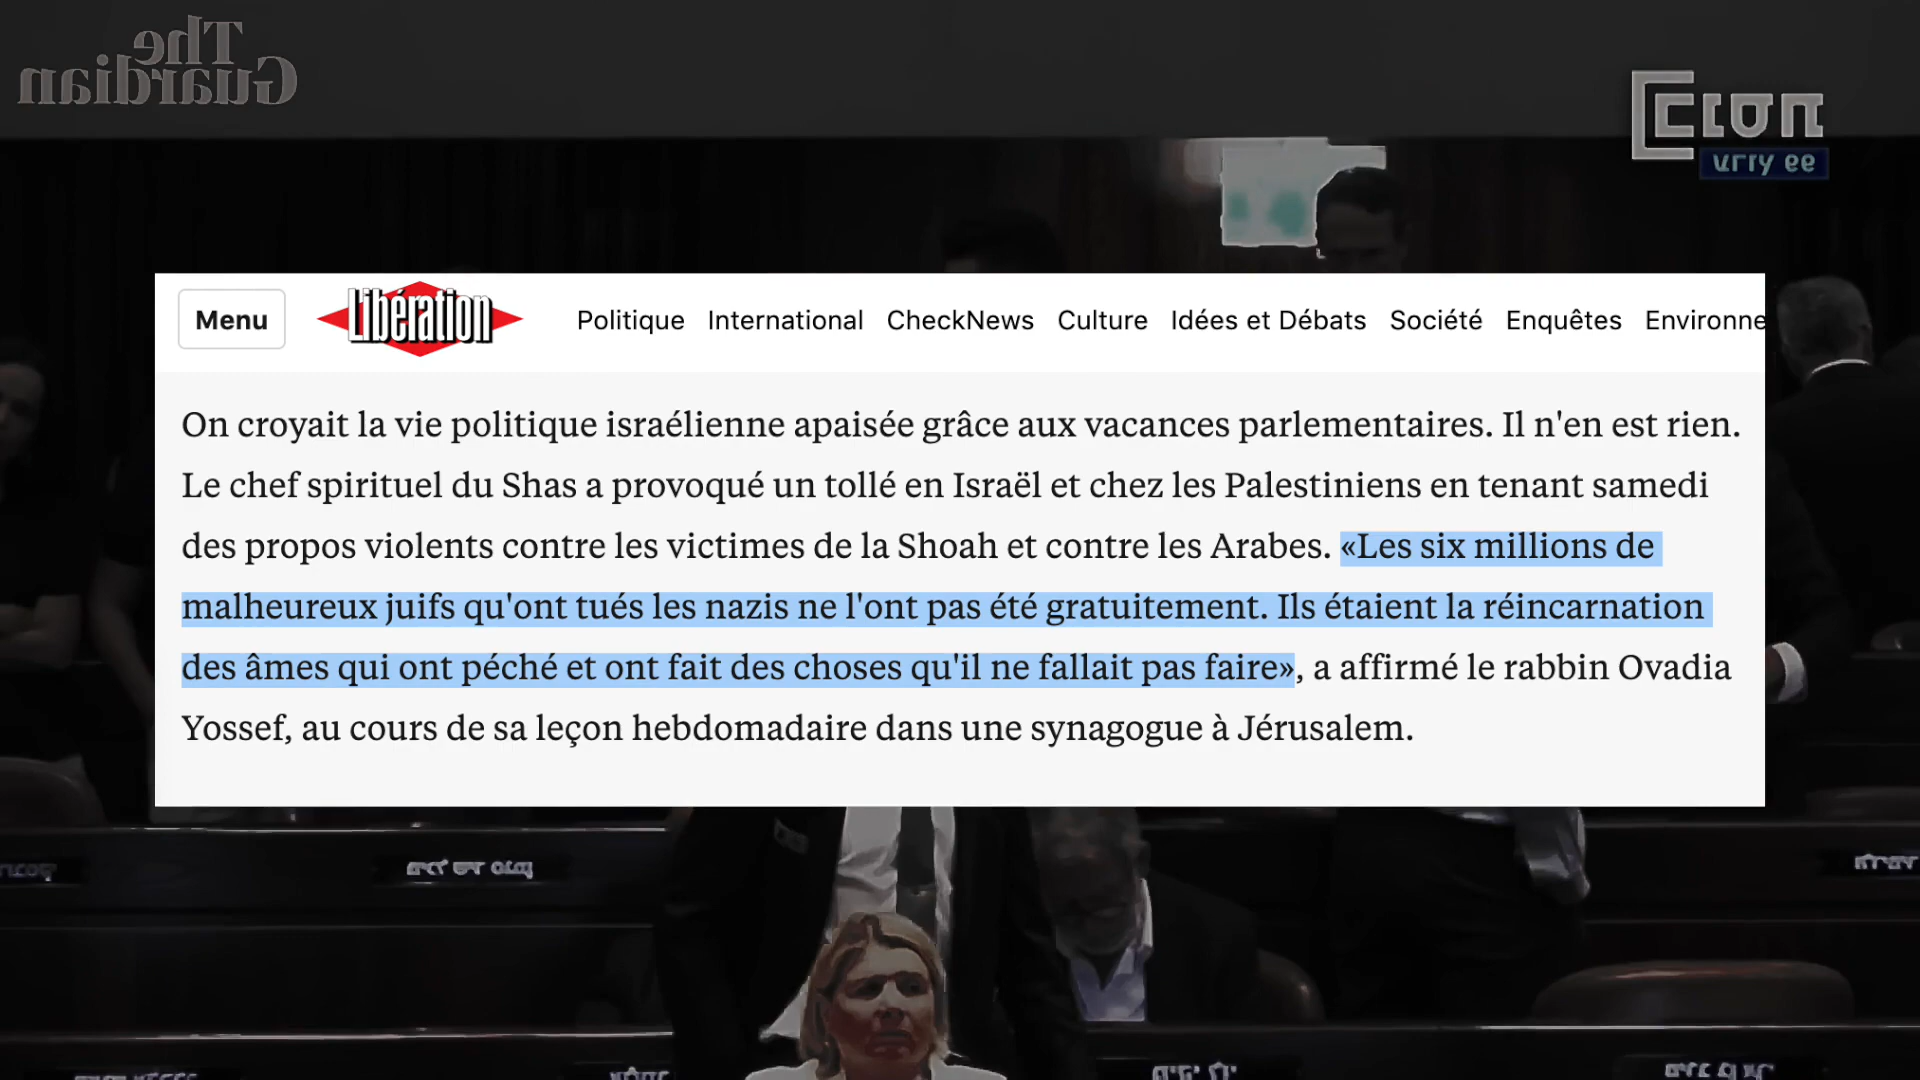 The
Guardian
Menu
Libération
Politique International CheckNews Culture Idées et Débats Société Enquêtes Environne
On croyait la vie politique israélienne apaisée grâce aux vacances parlementaires. Il n'en est rien.
Le chef spirituel du Shas a provoqué un tollé en Israël et chez les Palestiniens en tenant samedi
des propos violents contre les victimes de la Shoah et contre les Arabes. «Les six millions de
malheureux juifs qu'ont tués les nazis ne l'ont pas été gratuitement. Ils étaient la réincarnation
des âmes qui ont péché et ont fait des choses qu'il ne fallait pas faire», a affirmé le rabbin Ovadia
Yossef, au cours de sa leçon hebdomadaire dans une synagogue à Jérusalem.